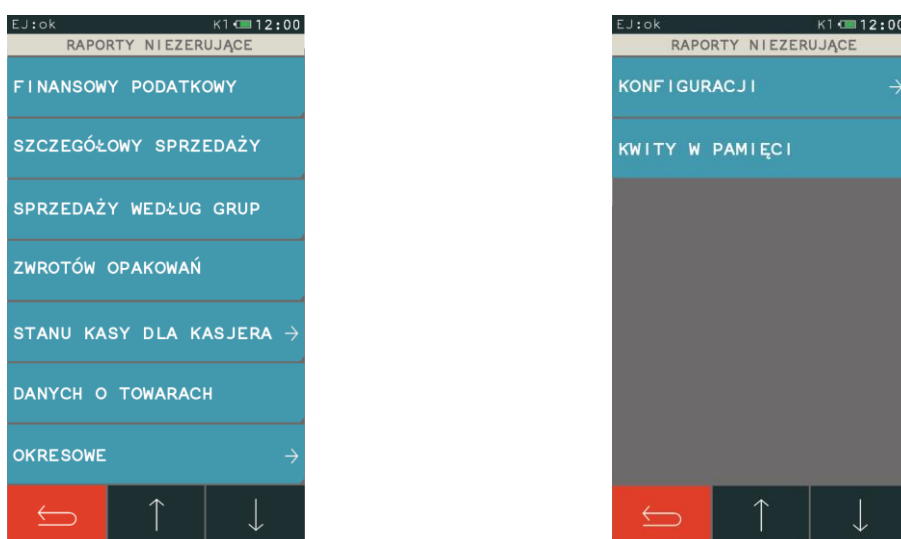 EJ:ok K1 12:00
RAPORTY NIEZERUJĄCE
FINANSOWY PODATKOWY
SZCZEGÓŁOWY SPRZEDAŻY
SPRZEDAŻY WEDŁUG GRUP
ZWROTÓW OPAKOWAŃ
STANU KASY DLA KASJERA →
DANYCH O TOWARACH
OKRESOWE →
EJ:ok K1 12:00
RAPORTY NIEZERUJĄCE
KONFIGURACJI →
KWITY W PAMIĘCI